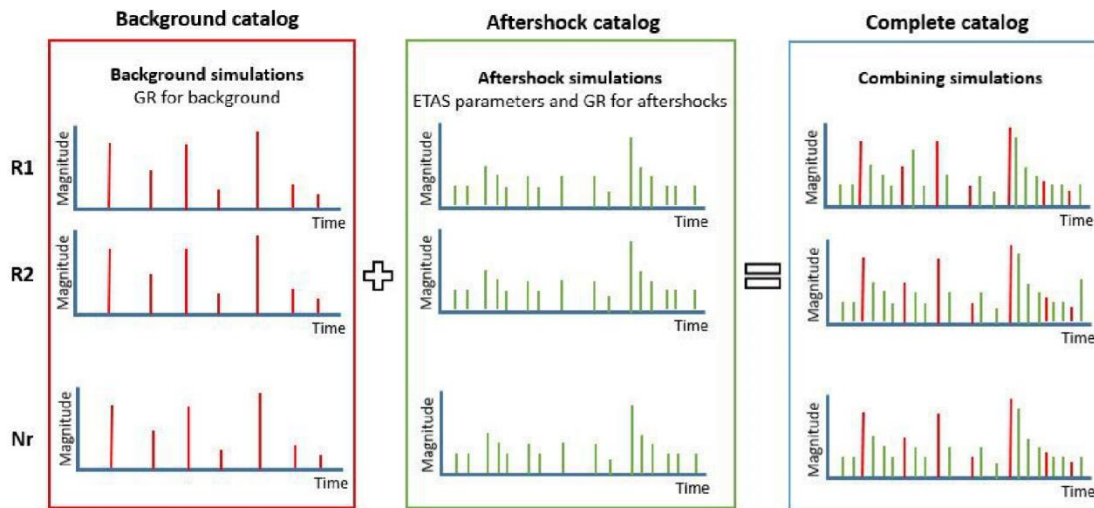 Background catalog
Aftershock catalog
Complete catalog
Background simulations
GR for background
Aftershock simulations
ETAS parameters and GR for aftershocks
Combining simulations
R1
Magnitude
Time
Magnitude
Time
Magnitude
Time
R2
Magnitude
Time
Magnitude
Time
Magnitude
Time
Nr
Magnitude
Time
Magnitude
Time
Magnitude
Time